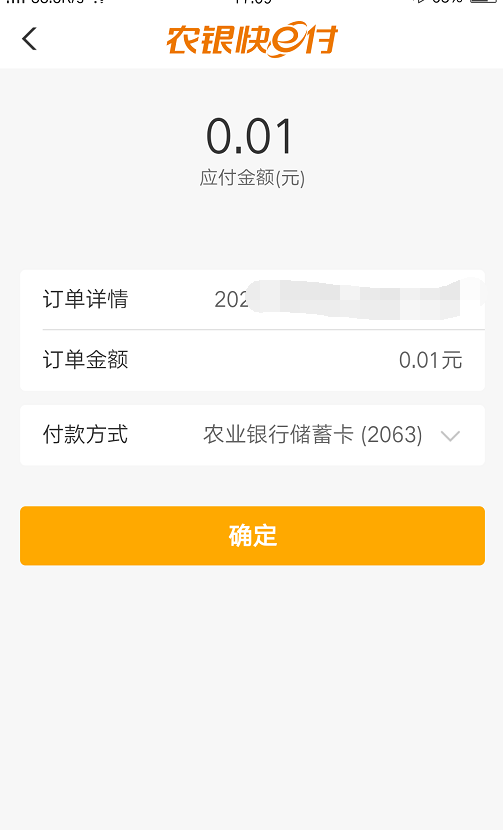 农银快e付
0.01
应付金额(元)
订单详情 202
订单金额 0.01元
付款方式 农业银行储蓄卡 (2063)
确定